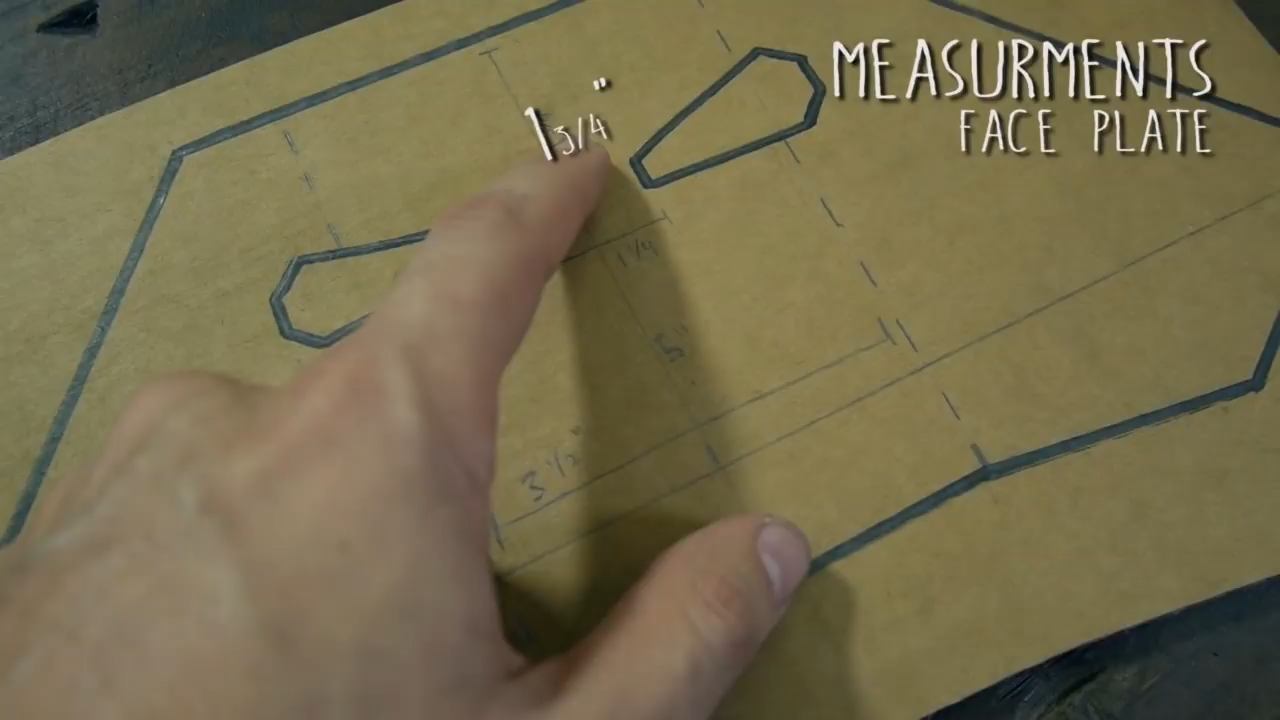 MEASURMENTS
FACE PLATE
1 3/4"
1 1/4
5"
3 1/2"